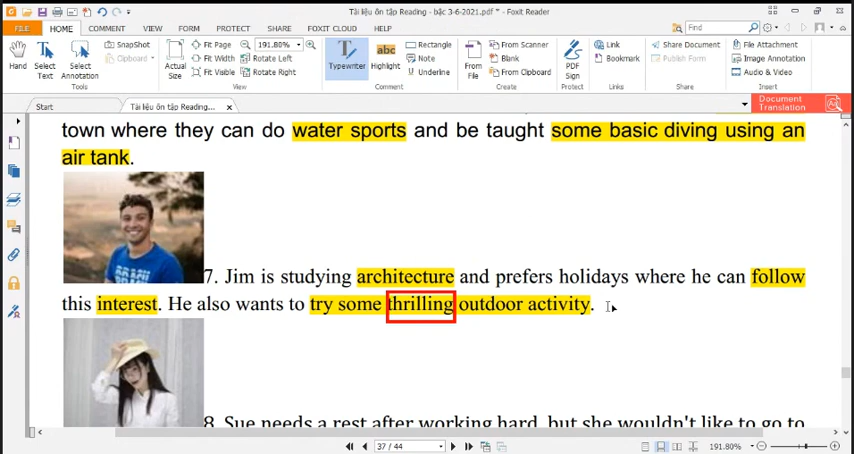 Tài liệu ôn tập Reading - bậc 3-6-2021.pdf * - Foxit Reader
FILE HOME COMMENT VIEW FORM PROTECT SHARE FOXIT CLOUD HELP Find
Hand
Select Text
Select Annotation
SnapShot
Clipboard
Tools
Actual Size
Fit Page
Fit Width
Fit Visible
191.80%
Rotate Left
Rotate Right
View
Typewriter
abc
Highlight
Rectangle
Note
Underline
Comment
From File
From Scanner
Blank
From Clipboard
Create
PDF Sign
Protect
Link
Bookmark
Links
Share Document
Publish Form
Share
File Attachment
Image Annotation
Audio & Video
Insert
Start
Tài liệu ôn tập Reading...
Document Translation
town where they can do water sports and be taught some basic diving using an
air tank.
7. Jim is studying architecture and prefers holidays where he can follow
this interest. He also wants to try some thrilling outdoor activity.
8. Sue needs a rest after working hard, but she wouldn't like to go to
37 / 44
191.80%